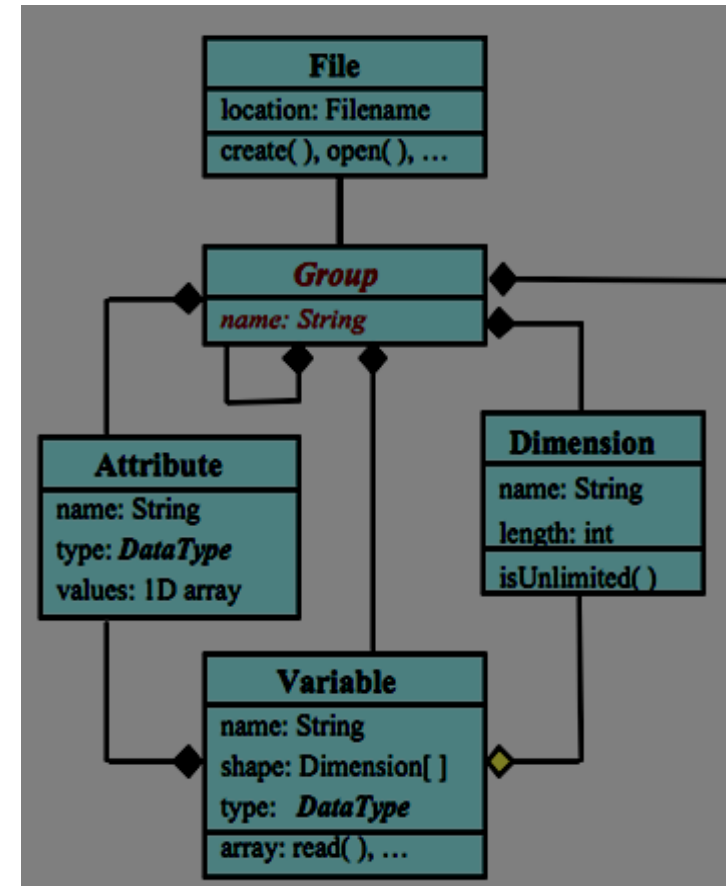 File
location: Filename
create( ), open( ), …
Group
name: String
Attribute
name: String
type: DataType
values: 1D array
Dimension
name: String
length: int
isUnlimited( )
Variable
name: String
shape: Dimension[ ]
type: DataType
array: read( ), …